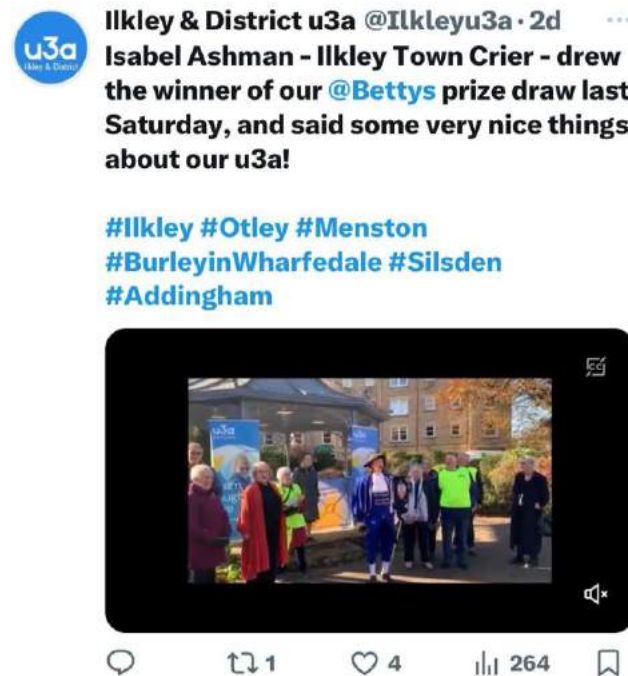 Ilkley & District u3a @Ilkleyu3a · 2d
u3a
Ilkley & District
Isabel Ashman - Ilkley Town Crier - drew
the winner of our @Bettys prize draw last
Saturday, and said some very nice things
about our u3a!
#Ilkley #Otley #Menston
#BurleyinWharfedale #Silsden
#Addingham
CC
u3a
u3a
1
4
264